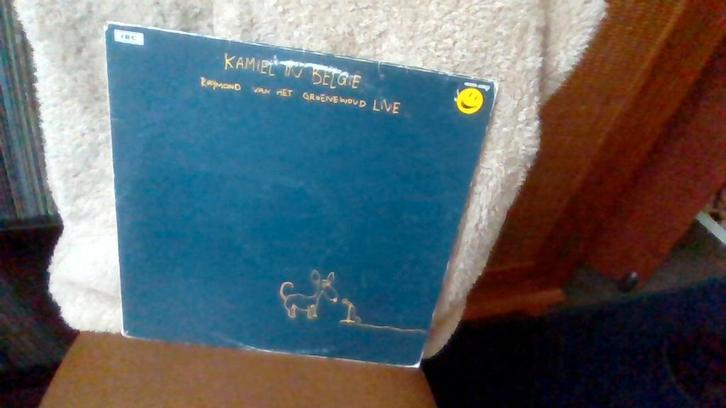 KAMIEL IN BELGIE
RAYMOND VAN HET GROENEWOUD LIVE